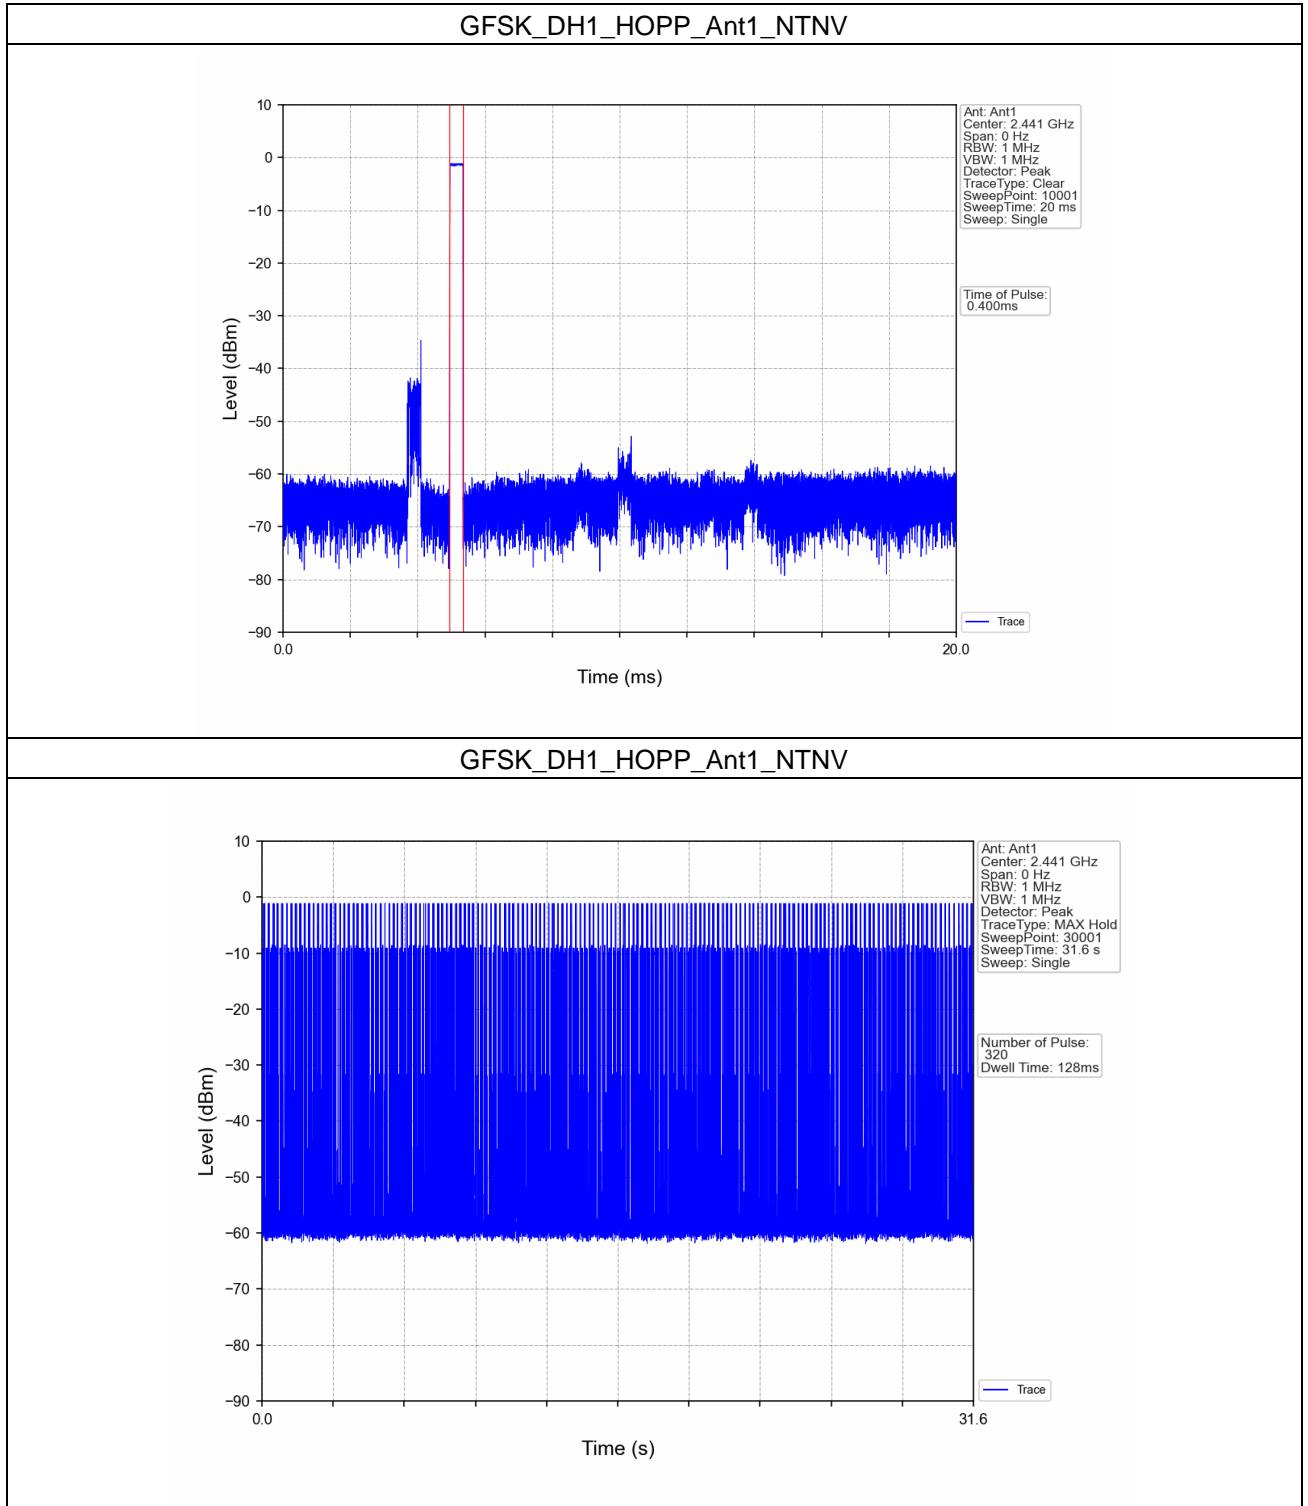 GFSK_DH1_HOPP_Ant1_NTNV
10
0
−10
−20
−30
−40
−50
−60
−70
−80
−90
Level (dBm)
0.0
20.0
Time (ms)
Ant: Ant1
Center: 2.441 GHz
Span: 0 Hz
RBW: 1 MHz
VBW: 1 MHz
Detector: Peak
TraceType: Clear
SweepPoint: 10001
SweepTime: 20 ms
Sweep: Single
Time of Pulse:
0.400ms
Trace
GFSK_DH1_HOPP_Ant1_NTNV
10
0
−10
−20
−30
−40
−50
−60
−70
−80
−90
Level (dBm)
0.0
31.6
Time (s)
Ant: Ant1
Center: 2.441 GHz
Span: 0 Hz
RBW: 1 MHz
VBW: 1 MHz
Detector: Peak
TraceType: MAX Hold
SweepPoint: 30001
SweepTime: 31.6 s
Sweep: Single
Number of Pulse:
320
Dwell Time: 128ms
Trace